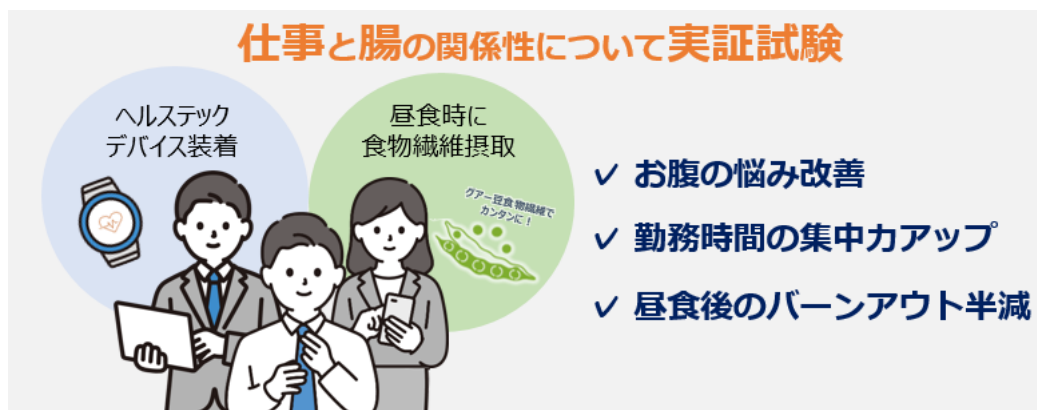 仕事と腸の関係性について実証試験
ヘルステック
デバイス装着
昼食時に
食物繊維摂取
グアー豆食物繊維で
カンタンに！
✓ お腹の悩み改善
✓ 勤務時間の集中力アップ
✓ 昼食後のバーンアウト半減